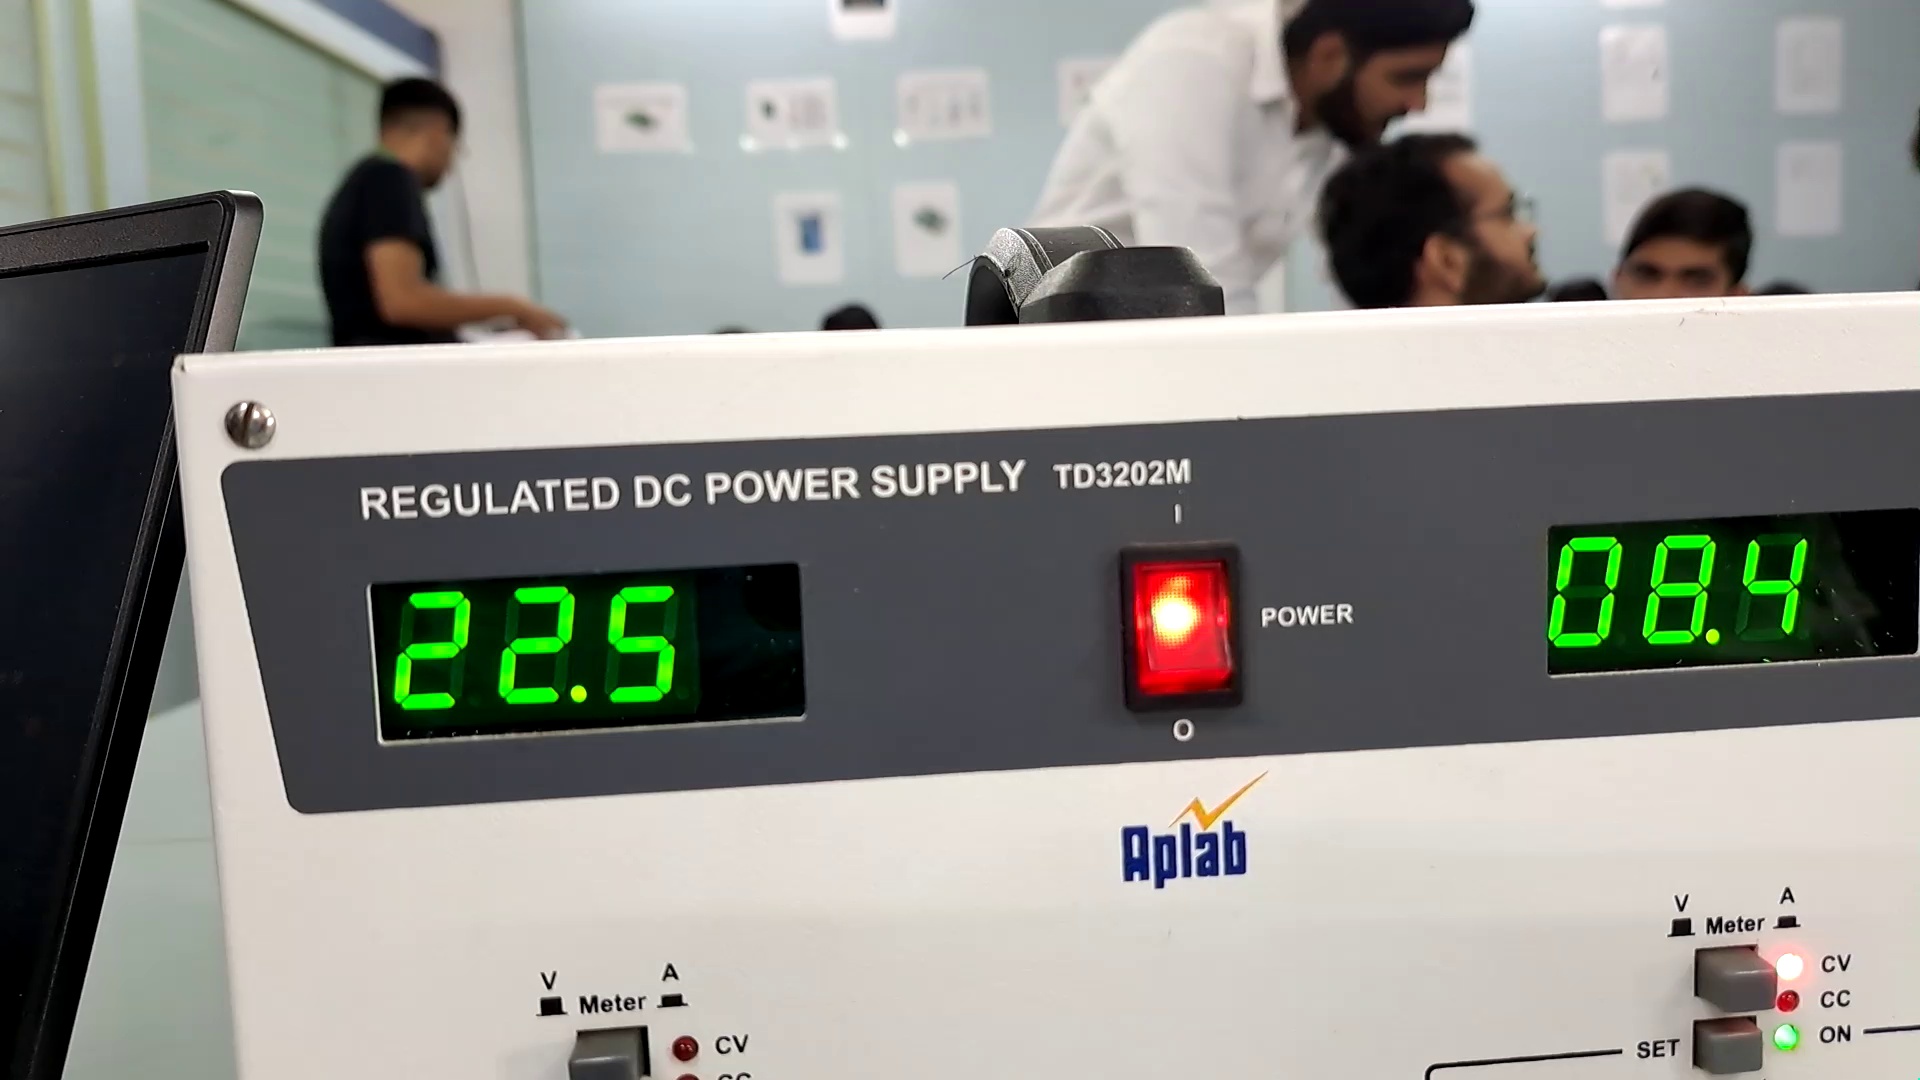 REGULATED DC POWER SUPPLY TD3202M
I
22.5
POWER
08.4
O
Aplab
V Meter A
CV
CC
SET
ON
V Meter A
CV